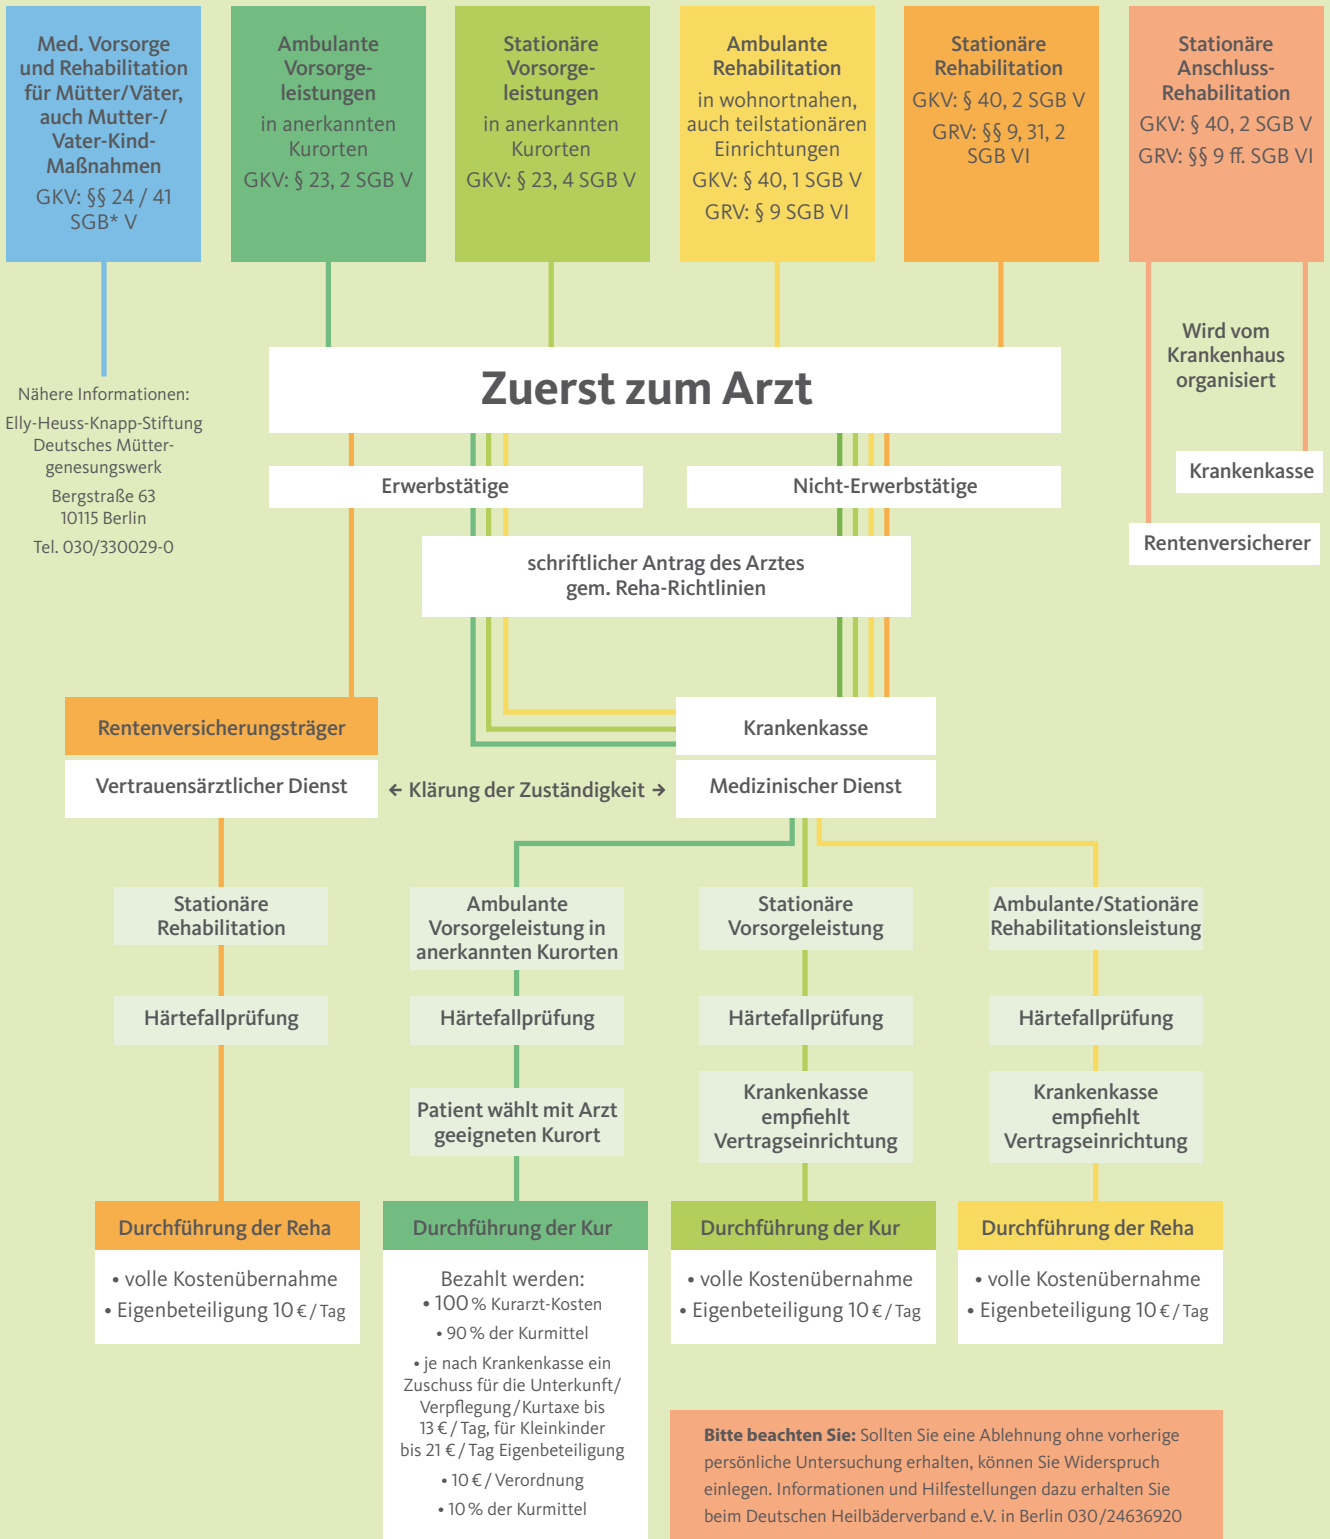 Med. Vorsorge
und Rehabilitation
für Mütter/Väter,
auch Mutter-/
Vater-Kind-
Maßnahmen
GKV: §§ 24 / 41
SGB* V
Ambulante
Vorsorge-
leistungen
in anerkannten
Kurorten
GKV: § 23, 2 SGB V
Stationäre
Vorsorge-
leistungen
in anerkannten
Kurorten
GKV: § 23, 4 SGB V
Ambulante
Rehabilitation
in wohnortnahen,
auch teilstationären
Einrichtungen
GKV: § 40, 1 SGB V
GRV: § 9 SGB VI
Stationäre
Rehabilitation
GKV: § 40, 2 SGB V
GRV: §§ 9, 31, 2
SGB VI
Stationäre
Anschluss-
Rehabilitation
GKV: § 40, 2 SGB V
GRV: §§ 9 ff. SGB VI
Nähere Informationen:
Elly-Heuss-Knapp-Stiftung
Deutsches Mütter-
genesungswerk
Bergstraße 63
10115 Berlin
Tel. 030/330029-0
Zuerst zum Arzt
Wird vom
Krankenhaus
organisiert
Krankenkasse
Rentenversicherer
Erwerbstätige
Nicht-Erwerbstätige
schriftlicher Antrag des Arztes
gem. Reha-Richtlinien
Rentenversicherungsträger
Vertrauensärztlicher Dienst
← Klärung der Zuständigkeit →
Krankenkasse
Medizinischer Dienst
Stationäre
Rehabilitation
Härtefallprüfung
Durchführung der Reha
• volle Kostenübernahme
• Eigenbeteiligung 10 € / Tag
Ambulante
Vorsorgeleistung in
anerkannten Kurorten
Härtefallprüfung
Patient wählt mit Arzt
geeigneten Kurort
Durchführung der Kur
Bezahlt werden:
• 100 % Kurarzt-Kosten
• 90 % der Kurmittel
• je nach Krankenkasse ein
Zuschuss für die Unterkunft/
Verpflegung / Kurtaxe bis
13 € / Tag, für Kleinkinder
bis 21 € / Tag Eigenbeteiligung
• 10 € / Verordnung
• 10 % der Kurmittel
Stationäre
Vorsorgeleistung
Härtefallprüfung
Krankenkasse
empfiehlt
Vertragseinrichtung
Durchführung der Kur
• volle Kostenübernahme
• Eigenbeteiligung 10 € / Tag
Ambulante/Stationäre
Rehabilitationsleistung
Härtefallprüfung
Krankenkasse
empfiehlt
Vertragseinrichtung
Durchführung der Reha
• volle Kostenübernahme
• Eigenbeteiligung 10 € / Tag
Bitte beachten Sie: Sollten Sie eine Ablehnung ohne vorherige
persönliche Untersuchung erhalten, können Sie Widerspruch
einlegen. Informationen und Hilfestellungen dazu erhalten Sie
beim Deutschen Heilbäderverband e.V. in Berlin 030/24636920